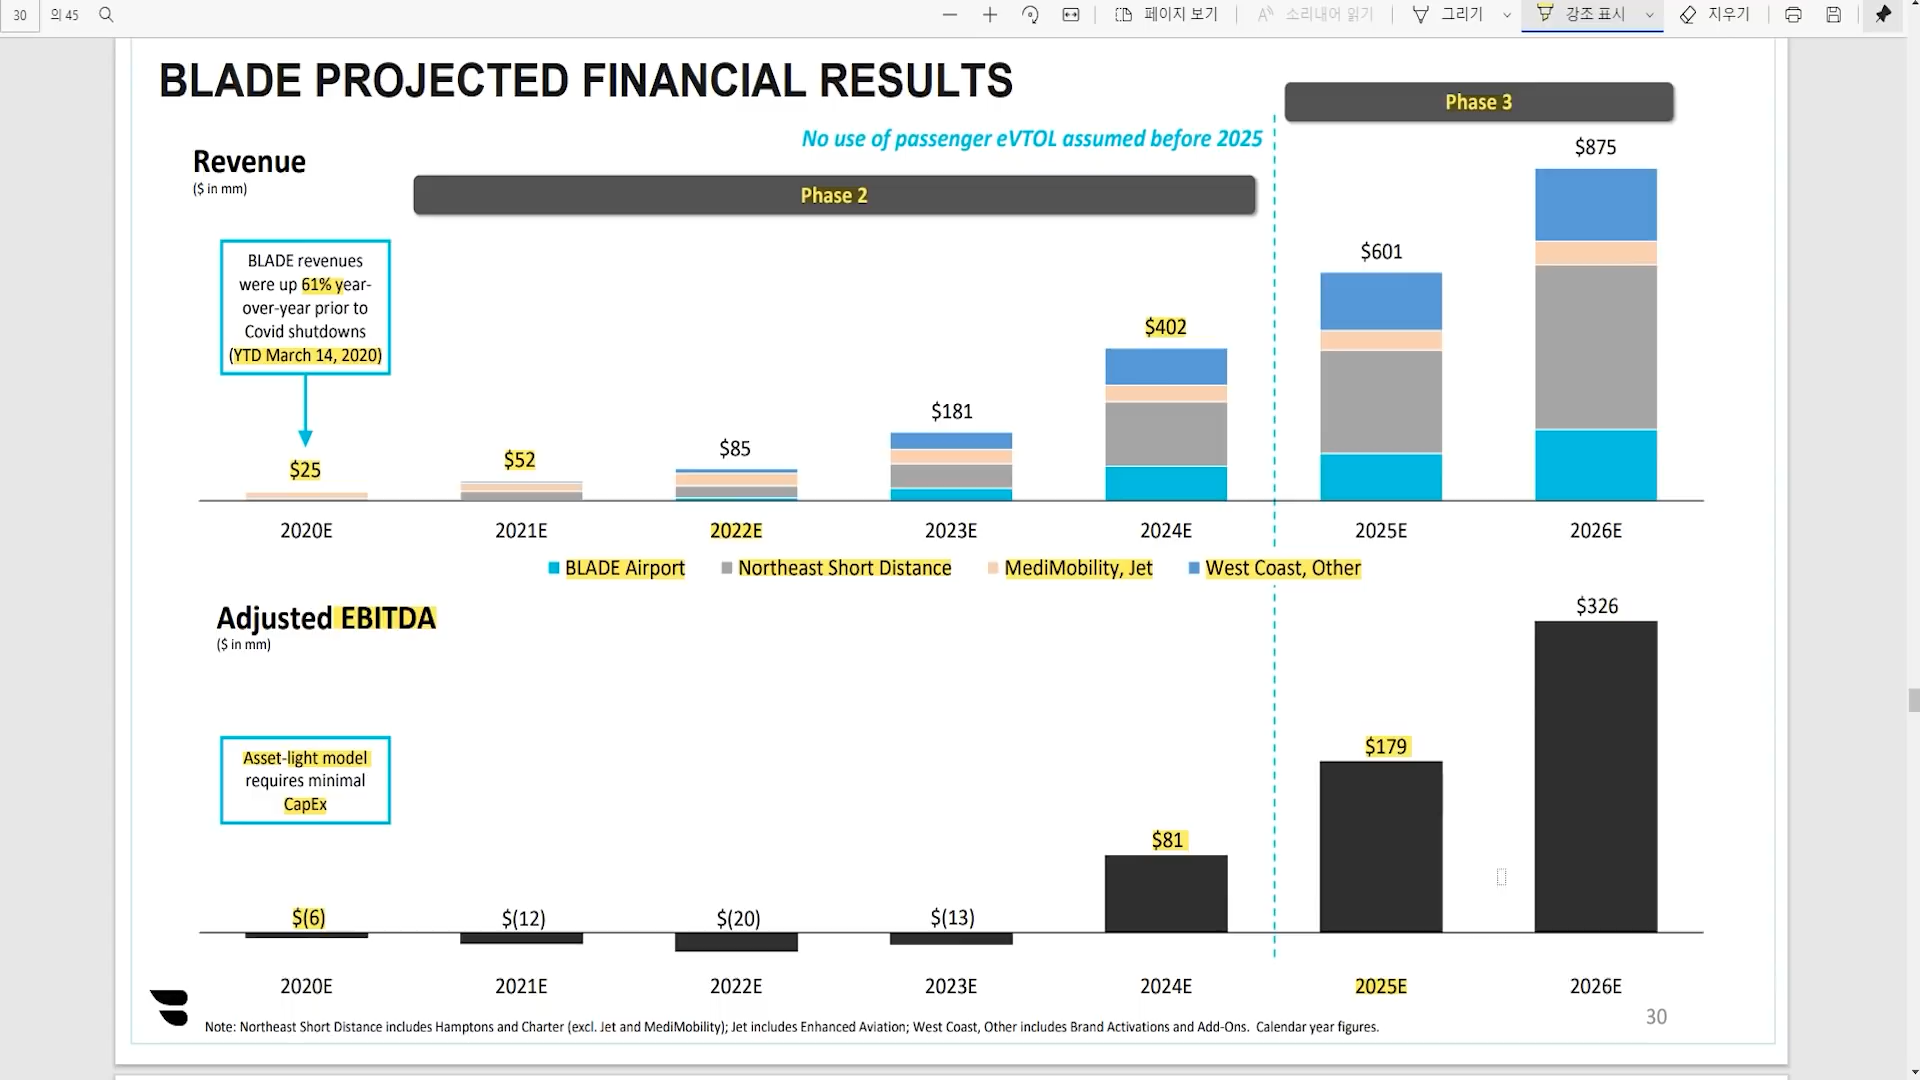 30 의 45 페이지 보기 소리내어 읽기 그리기 강조 표시 지우기
BLADE PROJECTED FINANCIAL RESULTS
Phase 3
No use of passenger eVTOL assumed before 2025
Revenue
($ in mm)
Phase 2
BLADE revenues
were up 61% year-
over-year prior to
Covid shutdowns
(YTD March 14, 2020)
$25 $52 $85 $181 $402 $601 $875
2020E 2021E 2022E 2023E 2024E 2025E 2026E
BLADE Airport Northeast Short Distance MediMobility, Jet West Coast, Other
Adjusted EBITDA
($ in mm)
Asset-light model
requires minimal
CapEx
$(6) $(12) $(20) $(13) $81 $179 $326
2020E 2021E 2022E 2023E 2024E 2025E 2026E
Note: Northeast Short Distance includes Hamptons and Charter (excl. Jet and MediMobility); Jet includes Enhanced Aviation; West Coast, Other includes Brand Activations and Add-Ons.  Calendar year figures.
30